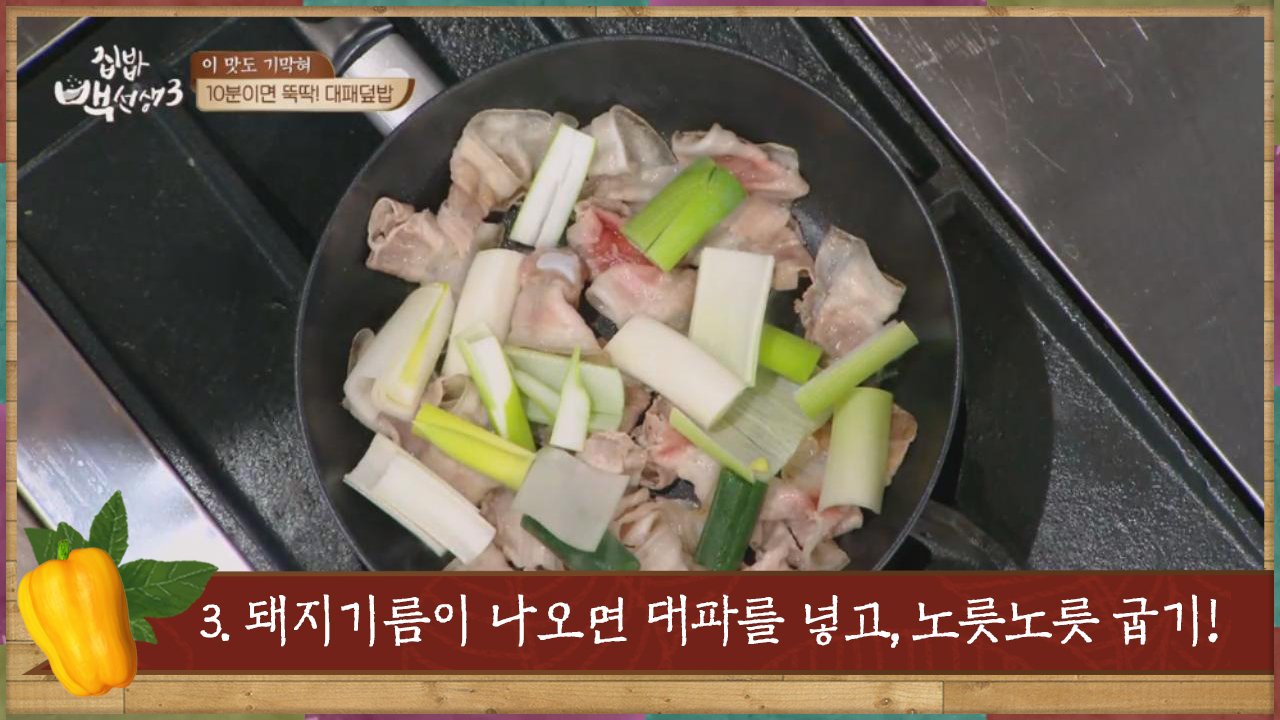 집밥
백선생3
이 맛도 기막혀
10분이면 뚝딱! 대패덮밥
3. 돼지기름이 나오면 대파를 넣고, 노릇노릇 굽기!